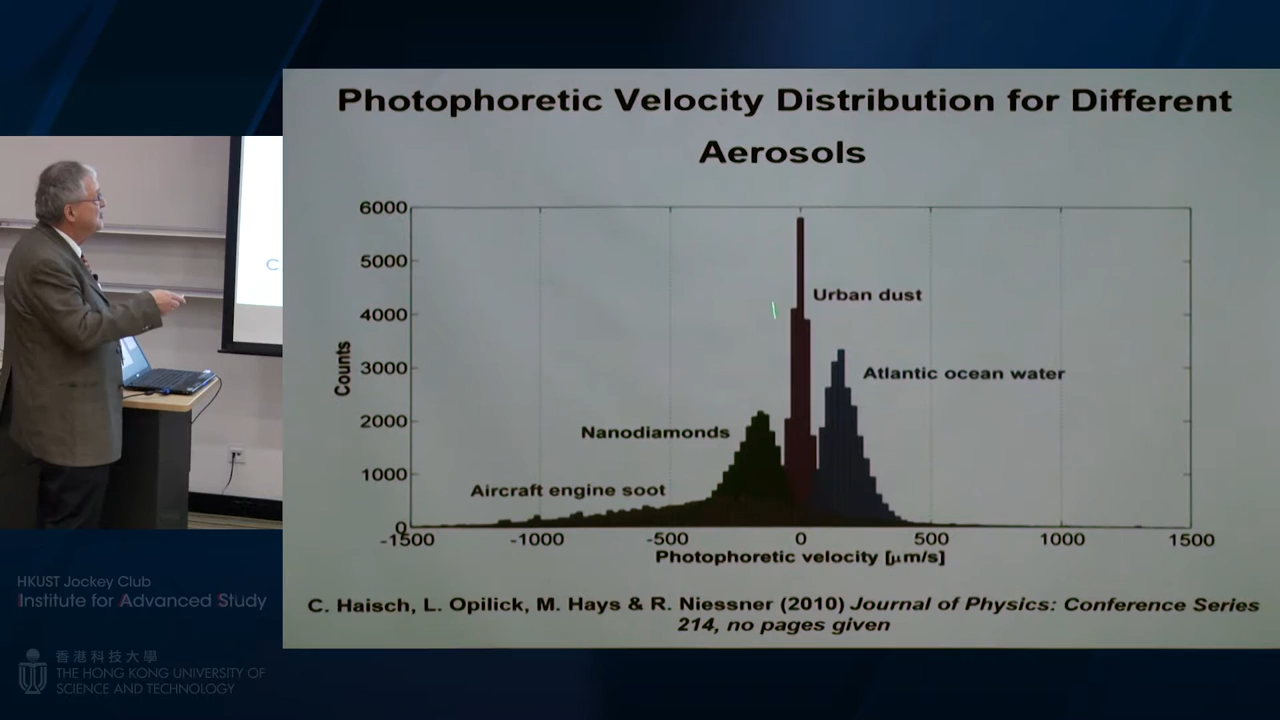 Photophoretic Velocity Distribution for Different
Aerosols
6000
5000
4000
3000
2000
1000
0
Counts
Urban dust
Atlantic ocean water
Nanodiamonds
Aircraft engine soot
-1500
-1000
-500
0
500
1000
1500
Photophoretic velocity [μm/s]
C. Haisch, L. Opilick, M. Hays & R. Niessner (2010) Journal of Physics: Conference Series
214, no pages given
C
HKUST Jockey Club
Institute for Advanced Study
香港科技大學
THE HONG KONG UNIVERSITY OF
SCIENCE AND TECHNOLOGY